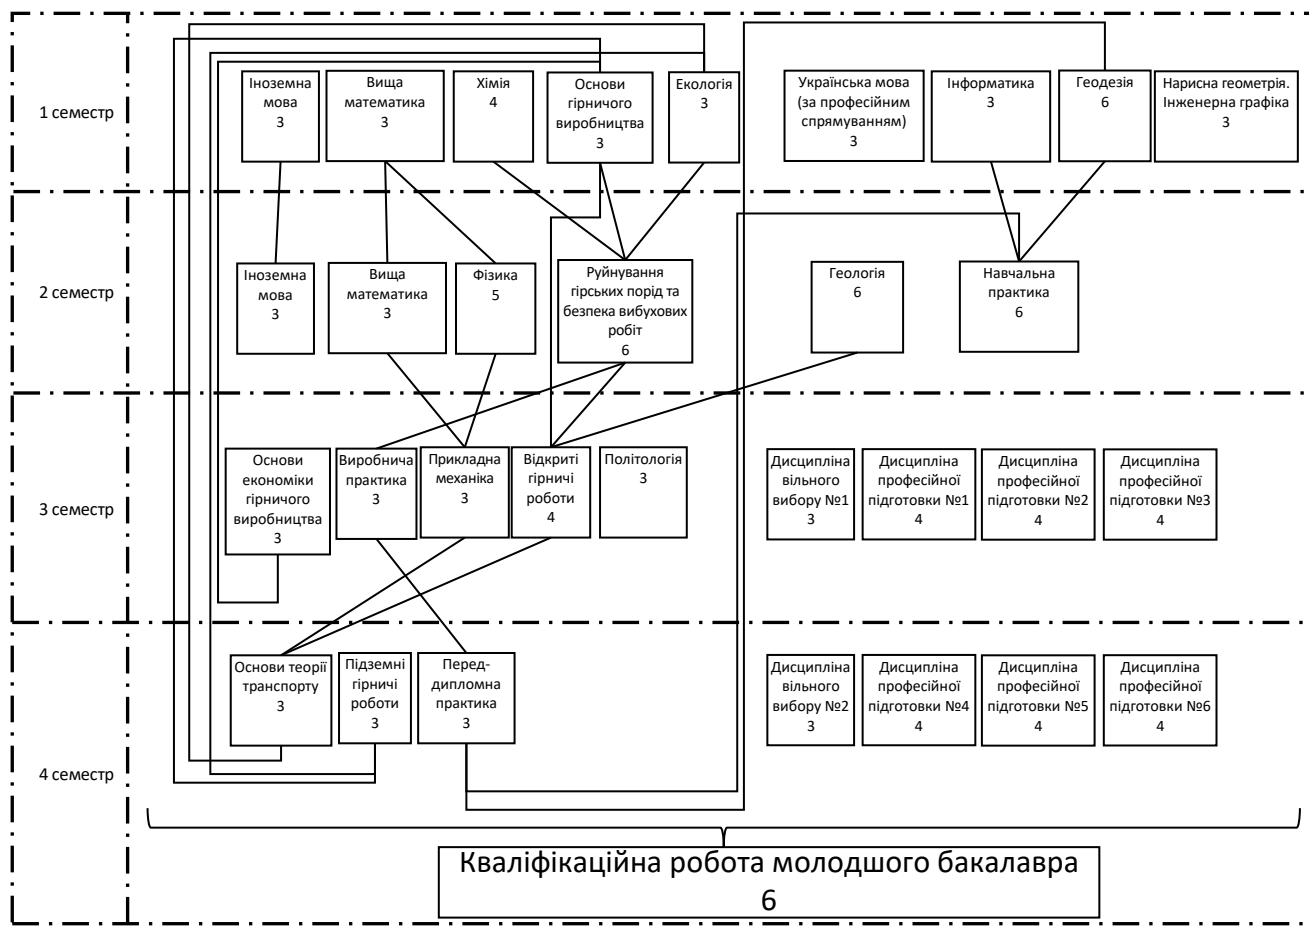 1 семестр
Іноземна
мова
3
Вища
математика
3
Хімія
4
Основи
гірничого
виробництва
3
Екологія
3
Українська мова
(за професійним
спрямуванням)
3
Інформатика
3
Геодезія
6
Нарисна геометрія.
Інженерна графіка
3
2 семестр
Іноземна
мова
3
Вища
математика
3
Фізика
5
Руйнування
гірських порід та
безпека вибухових
робіт
6
Геологія
6
Навчальна
практика
6
3 семестр
Основи
економіки
гірничого
виробництва
3
Виробнича
практика
3
Прикладна
механіка
3
Відкриті
гірничі
роботи
4
Політологія
3
Дисципліна
вільного
вибору №1
3
Дисципліна
професійної
підготовки №1
4
Дисципліна
професійної
підготовки №2
4
Дисципліна
професійної
підготовки №3
4
4 семестр
Основи теорії
транспорту
3
Підземні
гірничі
роботи
3
Перед-
дипломна
практика
3
Дисципліна
вільного
вибору №2
3
Дисципліна
професійної
підготовки №4
4
Дисципліна
професійної
підготовки №5
4
Дисципліна
професійної
підготовки №6
4
Кваліфікаційна робота молодшого бакалавра
6